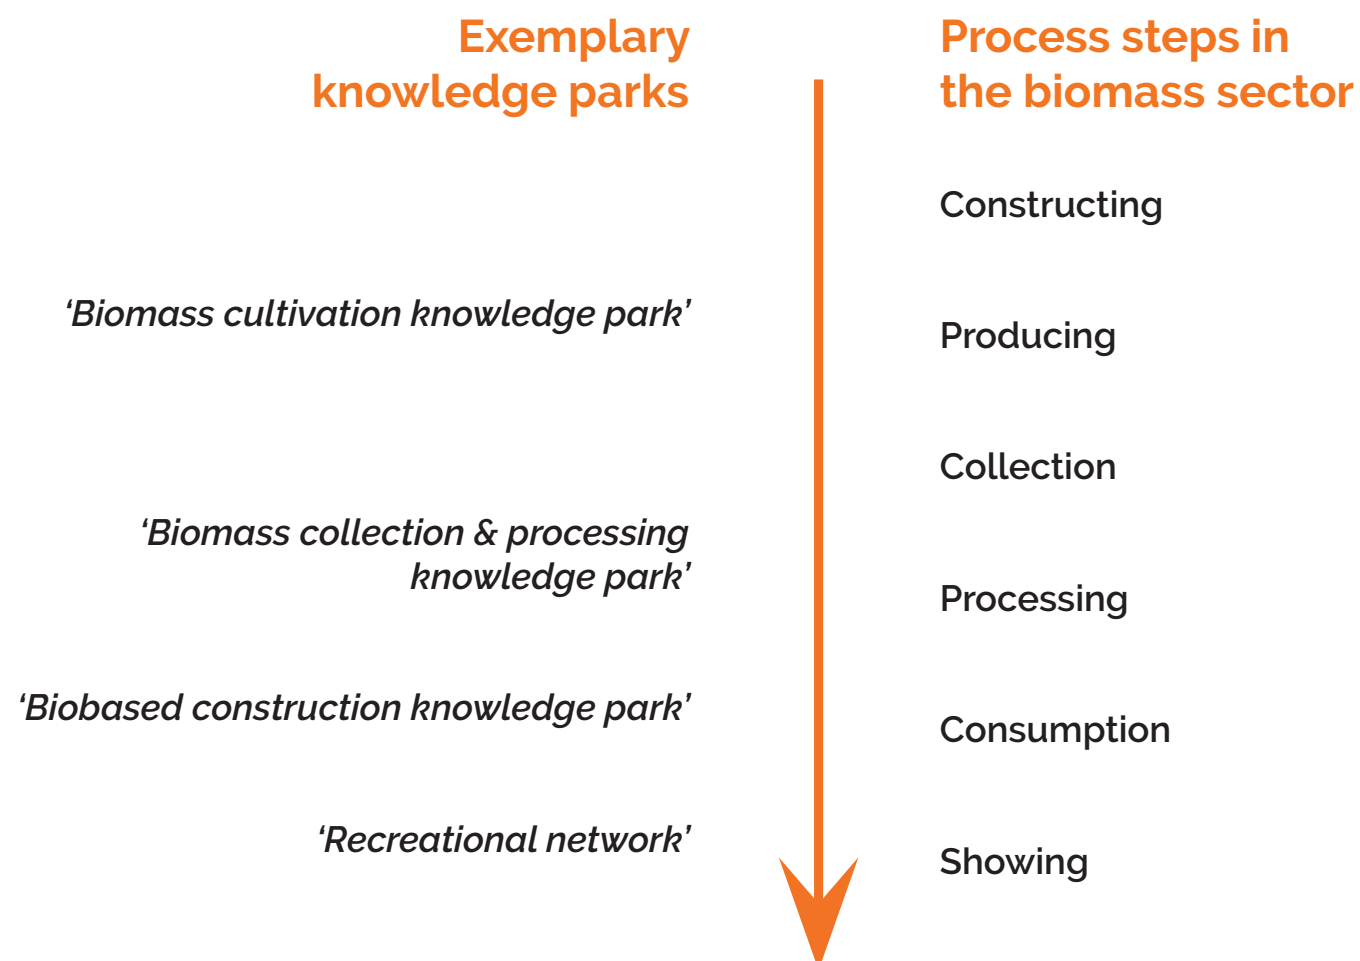 Exemplary
knowledge parks
Process steps in
the biomass sector
Constructing
‘Biomass cultivation knowledge park’
Producing
Collection
‘Biomass collection & processing
knowledge park’
Processing
‘Biobased construction knowledge park’
Consumption
‘Recreational network’
Showing